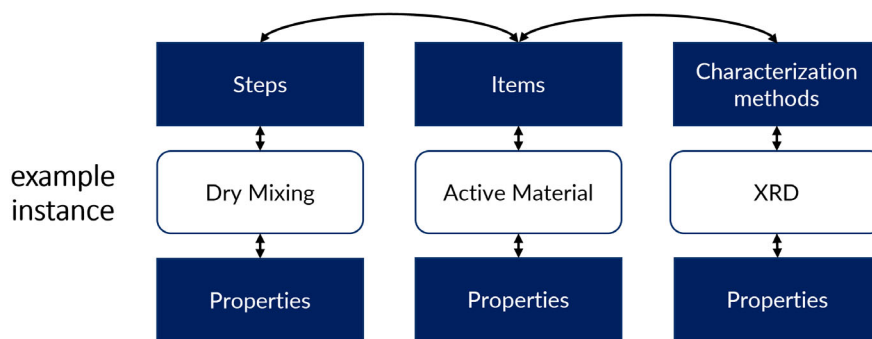 Steps
Items
Characterization
methods
example
instance
Dry Mixing
Active Material
XRD
Properties
Properties
Properties